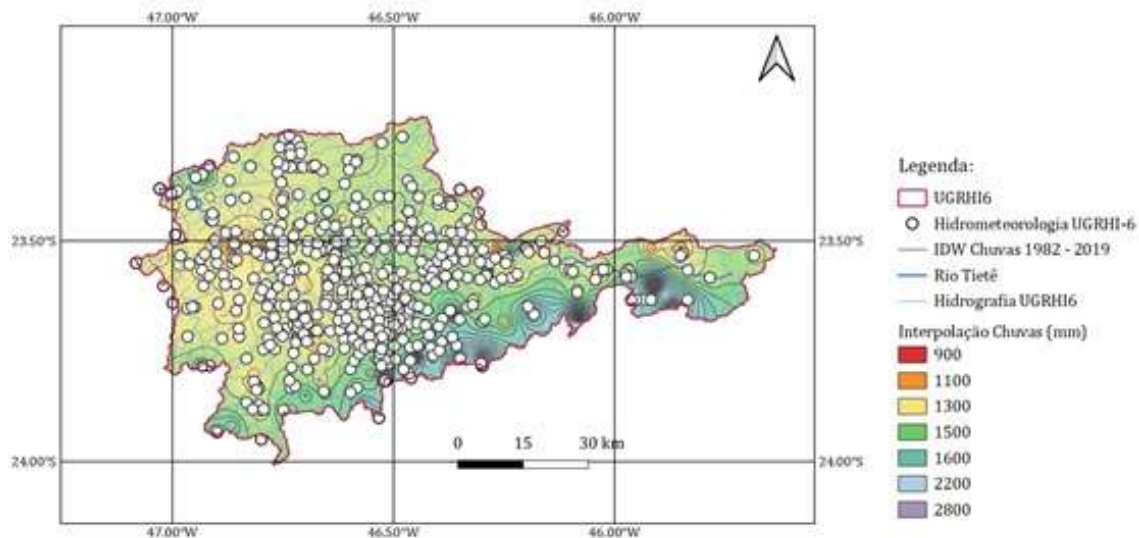 47.00°W 46.50°W 46.00°W
23.50°S 23.50°S
24.00°S 24.00°S
0 15 30 km
47.00°W 46.50°W 46.00°W
Legenda:
UGRHI6
Hidrometeorologia UGRHI-6
IDW Chuvas 1982 - 2019
Rio Tietê
Hidrografia UGRHI6
Interpolação Chuvas (mm)
900
1100
1300
1500
1600
2200
2800